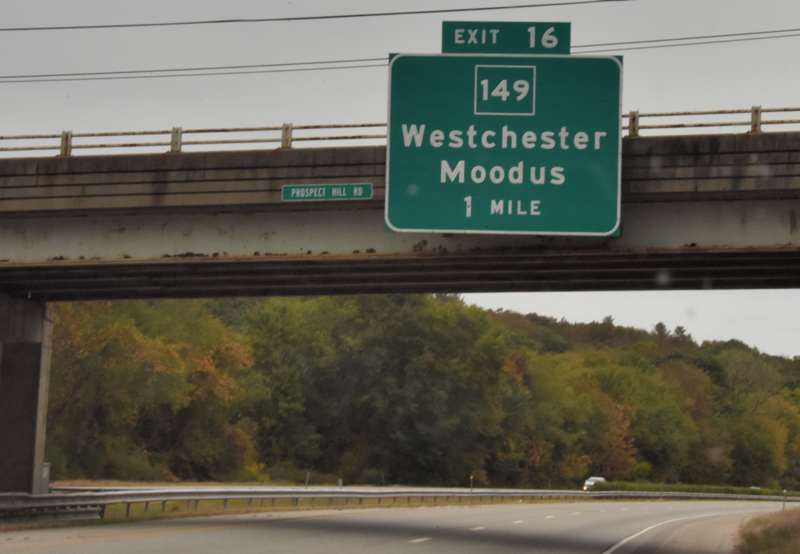 EXIT 16
149
Westchester
Moodus
1 MILE
PROSPECT HILL RD